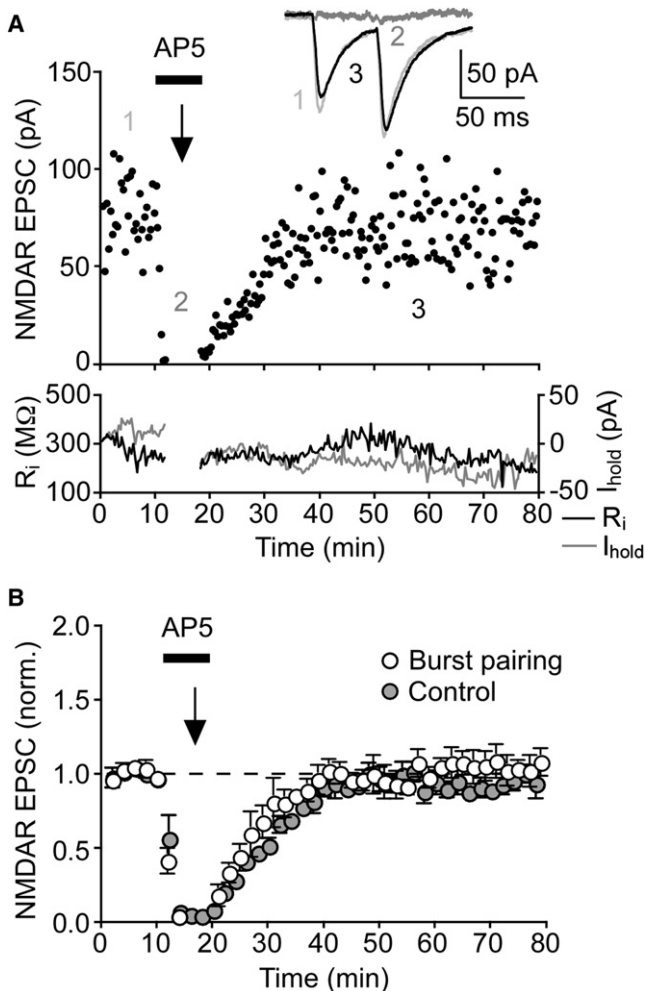 A
AP5
150
100
50
0
NMDAR EPSC (pA)
1
2
3
1
2
3
50 pA
50 ms
500
300
100
Ri (MΩ)
50
0
-50
Ihold (pA)
0 10 20 30 40 50 60 70 80
Time (min)
Ri
Ihold
B
AP5
2.0
1.5
1.0
0.5
0.0
NMDAR EPSC (norm.)
Burst pairing
Control
0 10 20 30 40 50 60 70 80
Time (min)